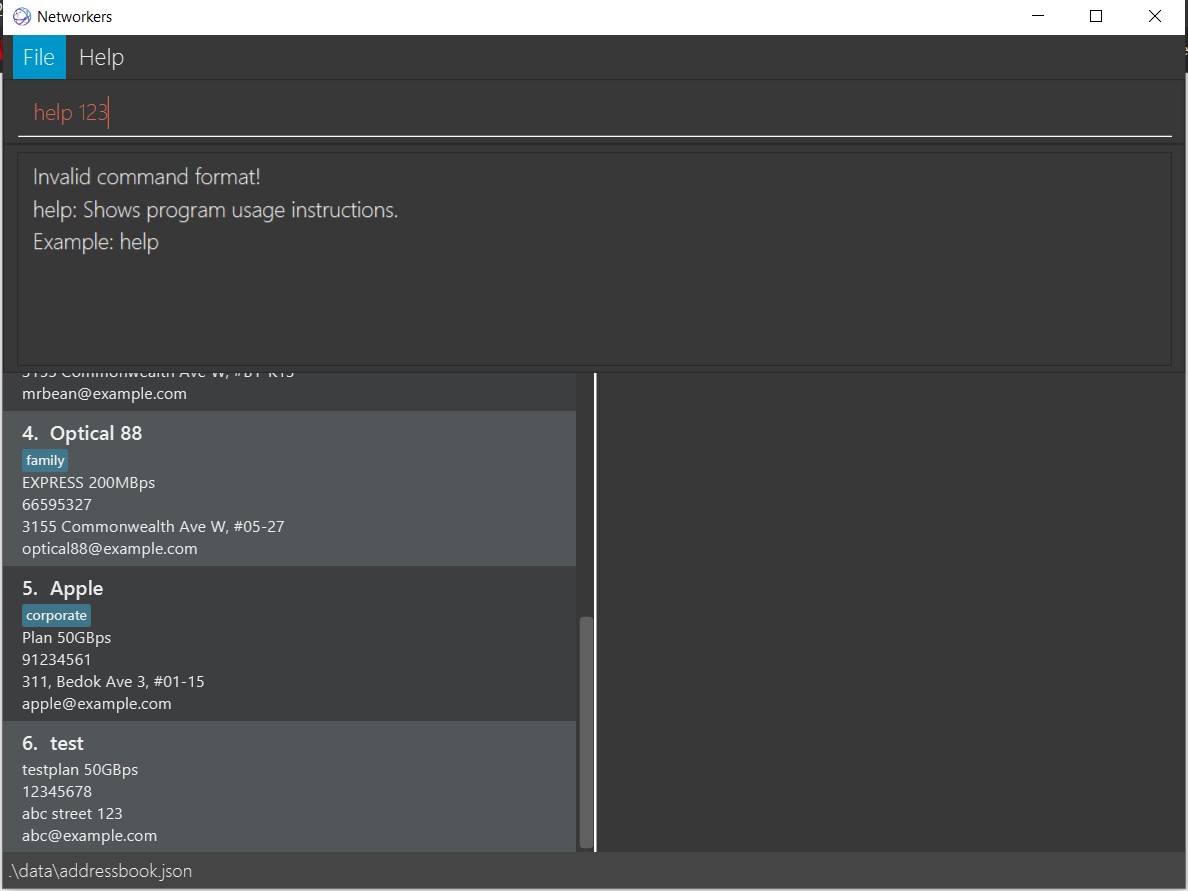 Networkers
File Help
help 123
Invalid command format!
help: Shows program usage instructions.
Example: help
3155 Commonwealth Ave W,
mrbean@example.com
4. Optical 88
family
EXPRESS 200MBps
66595327
3155 Commonwealth Ave W, #05-27
optical88@example.com
5. Apple
corporate
Plan 50GBps
91234561
311, Bedok Ave 3, #01-15
apple@example.com
6. test
testplan 50GBps
12345678
abc street 123
abc@example.com
.\data\addressbook.json